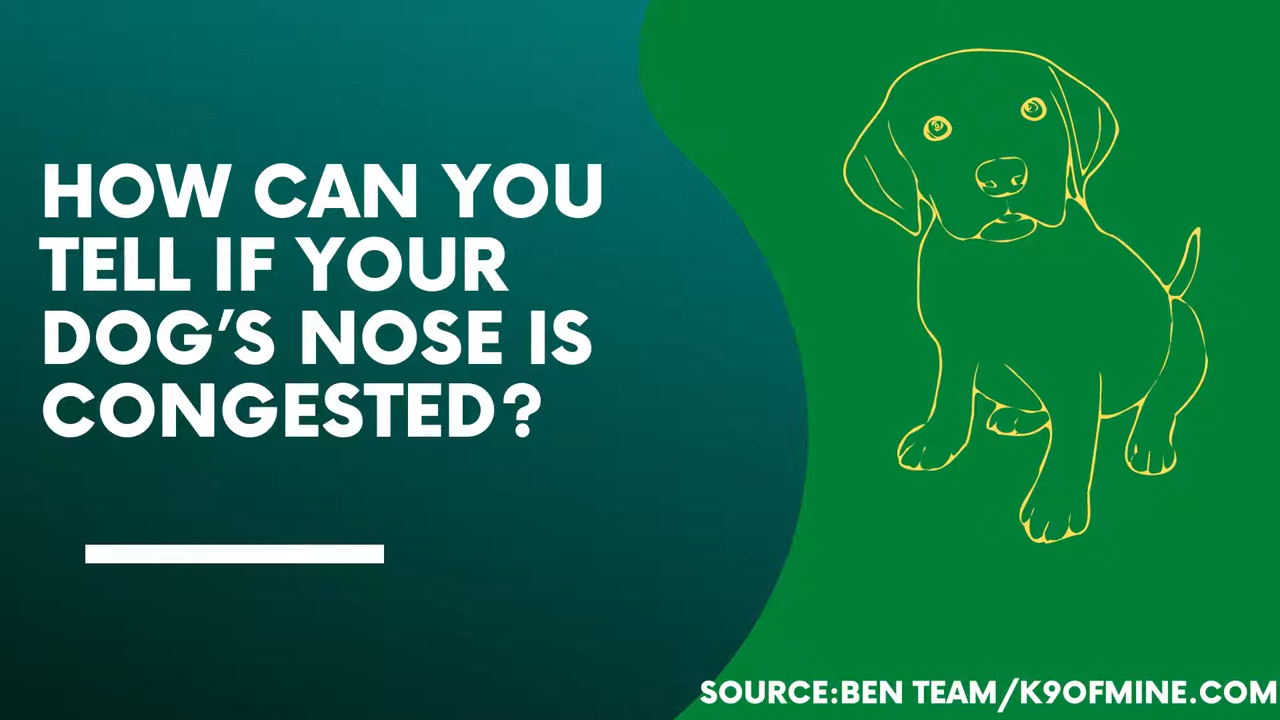 HOW CAN YOU
TELL IF YOUR
DOG'S NOSE IS
CONGESTED?
SOURCE:BEN TEAM/K9OFMINE.COM